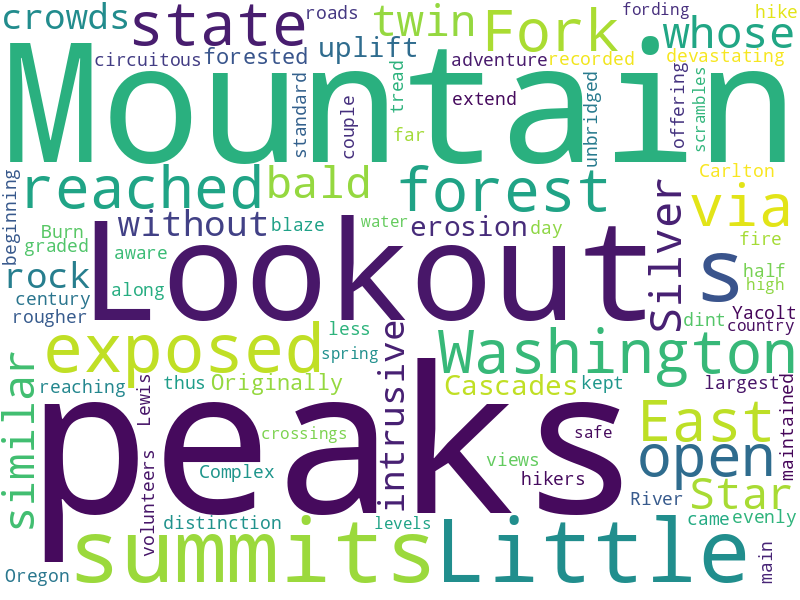 crowds
state
roads
twin
Fork
fording
hike
whose
circuitous
forested
uplift
adventure
recorded
devastating
Mountain
standard
couple
tread
extend
far
unbridged
offering
scrambles
beginning
reached
bald
forest
Carlton
via
Burn
graded
without
blaze
water
erosion
day
Silver
fire
aware
Lookout
s
half
high
rock
century
rougher
along
dint
Yacolt
country
less
spring
exposed
intrusive
Washington
similar
reaching
Lewis
thus
Originally
Cascades
kept
largest
maintained
peaks
crossings
safe
East
open
volunteers
Complex
views
hikers
River
Star
distinction
levels
came
evenly
Oregon
summits
Little
main